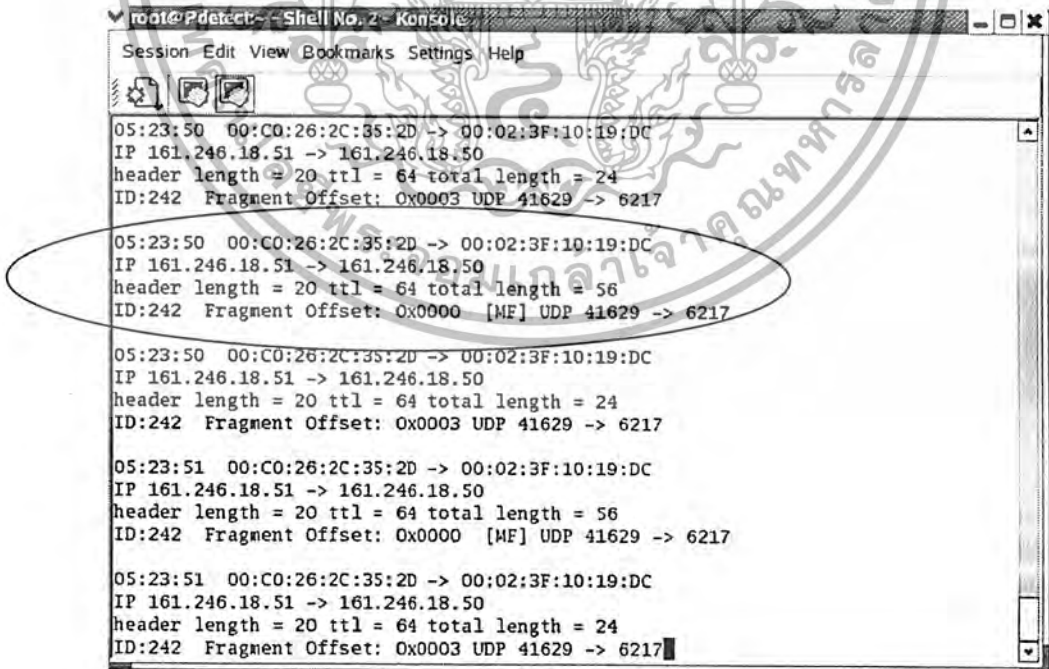 root@Pdetect:~ - Shell No. 2 - Konsole
Session Edit View Bookmarks Settings Help
05:23:50 00:C0:26:2C:35:2D -> 00:02:3F:10:19:DC
IP 161.246.18.51 -> 161.246.18.50
header length = 20 ttl = 64 total length = 24
ID:242 Fragment Offset: 0x0003 UDP 41629 -> 6217
05:23:50 00:C0:26:2C:35:2D -> 00:02:3F:10:19:DC
IP 161.246.18.51 -> 161.246.18.50
header length = 20 ttl = 64 total length = 56
ID:242 Fragment Offset: 0x0000 [MF] UDP 41629 -> 6217
05:23:50 00:C0:26:2C:35:2D -> 00:02:3F:10:19:DC
IP 161.246.18.51 -> 161.246.18.50
header length = 20 ttl = 64 total length = 24
ID:242 Fragment Offset: 0x0003 UDP 41629 -> 6217
05:23:51 00:C0:26:2C:35:2D -> 00:02:3F:10:19:DC
IP 161.246.18.51 -> 161.246.18.50
header length = 20 ttl = 64 total length = 56
ID:242 Fragment Offset: 0x0000 [MF] UDP 41629 -> 6217
05:23:51 00:C0:26:2C:35:2D -> 00:02:3F:10:19:DC
IP 161.246.18.51 -> 161.246.18.50
header length = 20 ttl = 64 total length = 24
ID:242 Fragment Offset: 0x0003 UDP 41629 -> 6217